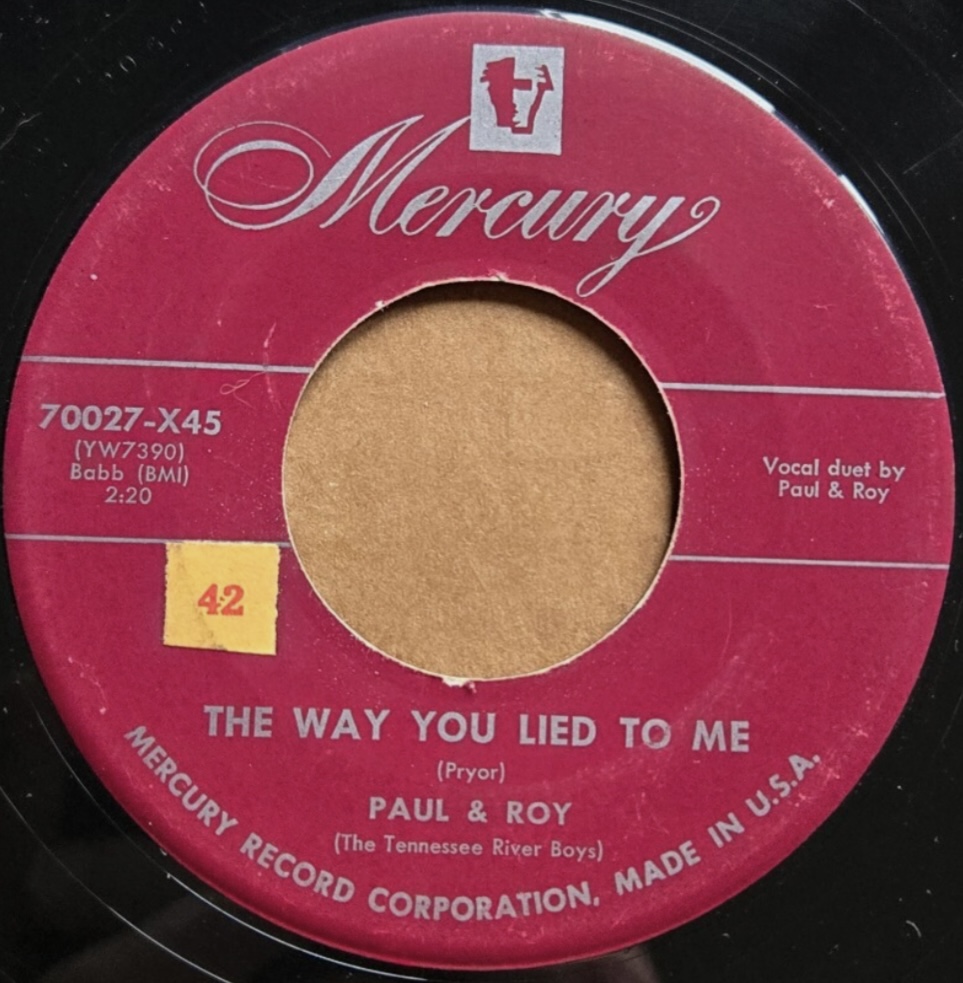 Mercury
70027-X45
(YW7390)
Babb (BMI)
2:20
Vocal duet by
Paul & Roy
42
THE WAY YOU LIED TO ME
(Pryor)
PAUL & ROY
(The Tennessee River Boys)
MERCURY RECORD CORPORATION, MADE IN U.S.A.